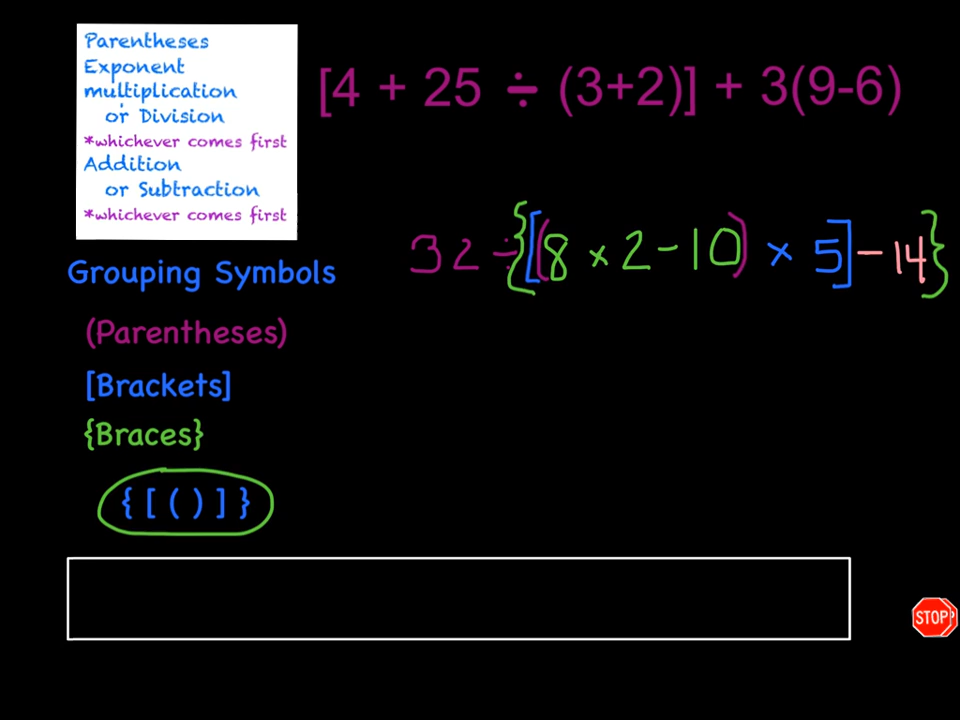 Parentheses
Exponent
multiplication
or Division
*whichever comes first
Addition
or Subtraction
*whichever comes first
[4 + 25 ÷ (3+2)] + 3(9-6)
32 ÷ {[(8 × 2 - 10) × 5] - 14}
Grouping Symbols
(Parentheses)
[Brackets]
{Braces}
{ [ ( ) ] }
STOP